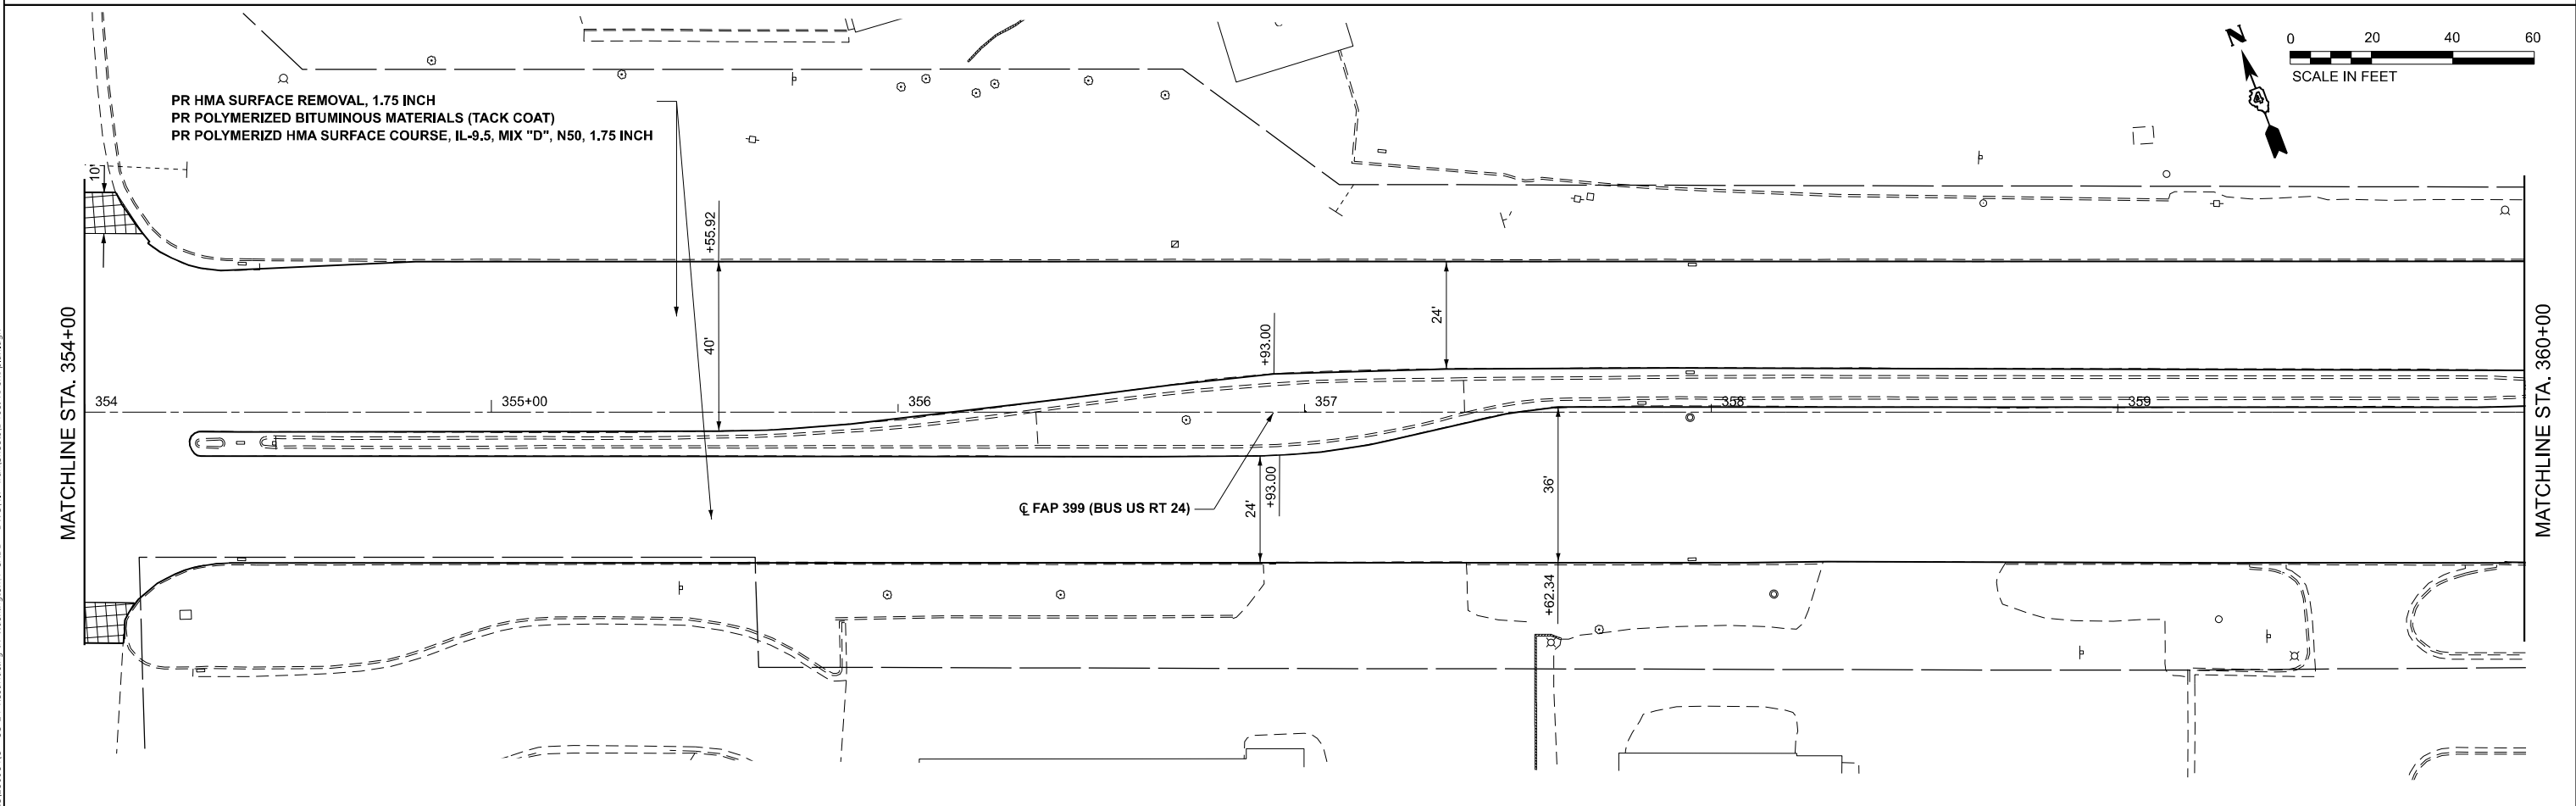 N
0 20 40 60
SCALE IN FEET
PR HMA SURFACE REMOVAL, 1.75 INCH
PR POLYMERIZED BITUMINOUS MATERIALS (TACK COAT)
PR POLYMERIZD HMA SURFACE COURSE, IL-9.5, MIX "D", N50, 1.75 INCH
10'
+55.92
40'
24'
+93.00
MATCHLINE STA. 354+00
MATCHLINE STA. 360+00
354 355+00 356 357 358 359
℄ FAP 399 (BUS US RT 24)
24'
+93.00
36'
+62.34